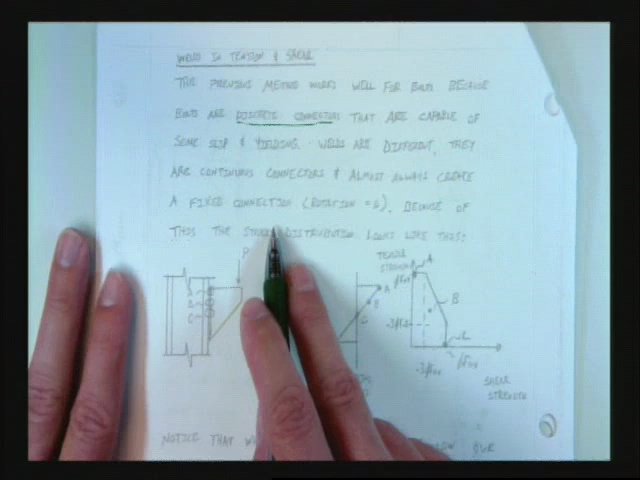 WELDS IN TENSION & SHEAR
THE PREVIOUS METHOD WORKS WELL FOR BOLTS BECAUSE
BOLTS ARE DISCRETE CONNECTORS THAT ARE CAPABLE OF
SOME SLIP & YIELDING. WELDS ARE DIFFERENT, THEY
ARE CONTINUOUS CONNECTORS & ALMOST ALWAYS CREATE
A FIXED CONNECTION (ROTATION = 0). BECAUSE OF
THIS THE STRESS DISTRIBUTION LOOKS LIKE THIS:
P
TENSILE
STRENGTH
A
A
A
B
B
B
C
C
SHEAR
STRENGTH
NOTICE THAT
OUR